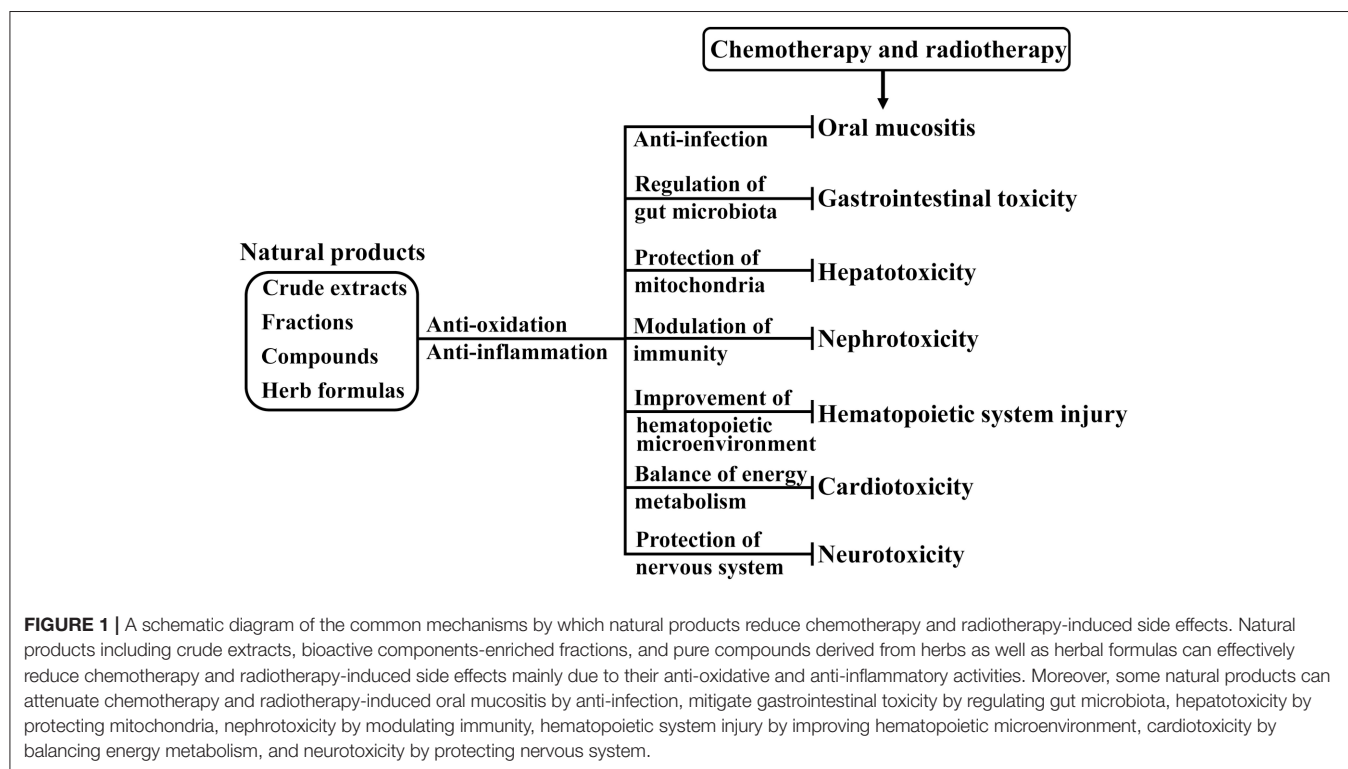 Chemotherapy and radiotherapy
Anti-infection
Oral mucositis
Regulation of
gut microbiota
Gastrointestinal toxicity
Natural products
Crude extracts
Fractions
Compounds
Herb formulas
Anti-oxidation
Anti-inflammation
Protection of
mitochondria
Hepatotoxicity
Modulation of
immunity
Nephrotoxicity
Improvement of
hematopoietic
microenvironment
Hematopoietic system injury
Balance of energy
metabolism
Cardiotoxicity
Protection of
nervous system
Neurotoxicity
FIGURE 1 | A schematic diagram of the common mechanisms by which natural products reduce chemotherapy and radiotherapy-induced side effects. Natural
products including crude extracts, bioactive components-enriched fractions, and pure compounds derived from herbs as well as herbal formulas can effectively
reduce chemotherapy and radiotherapy-induced side effects mainly due to their anti-oxidative and anti-inflammatory activities. Moreover, some natural products can
attenuate chemotherapy and radiotherapy-induced oral mucositis by anti-infection, mitigate gastrointestinal toxicity by regulating gut microbiota, hepatotoxicity by
protecting mitochondria, nephrotoxicity by modulating immunity, hematopoietic system injury by improving hematopoietic microenvironment, cardiotoxicity by
balancing energy metabolism, and neurotoxicity by protecting nervous system.